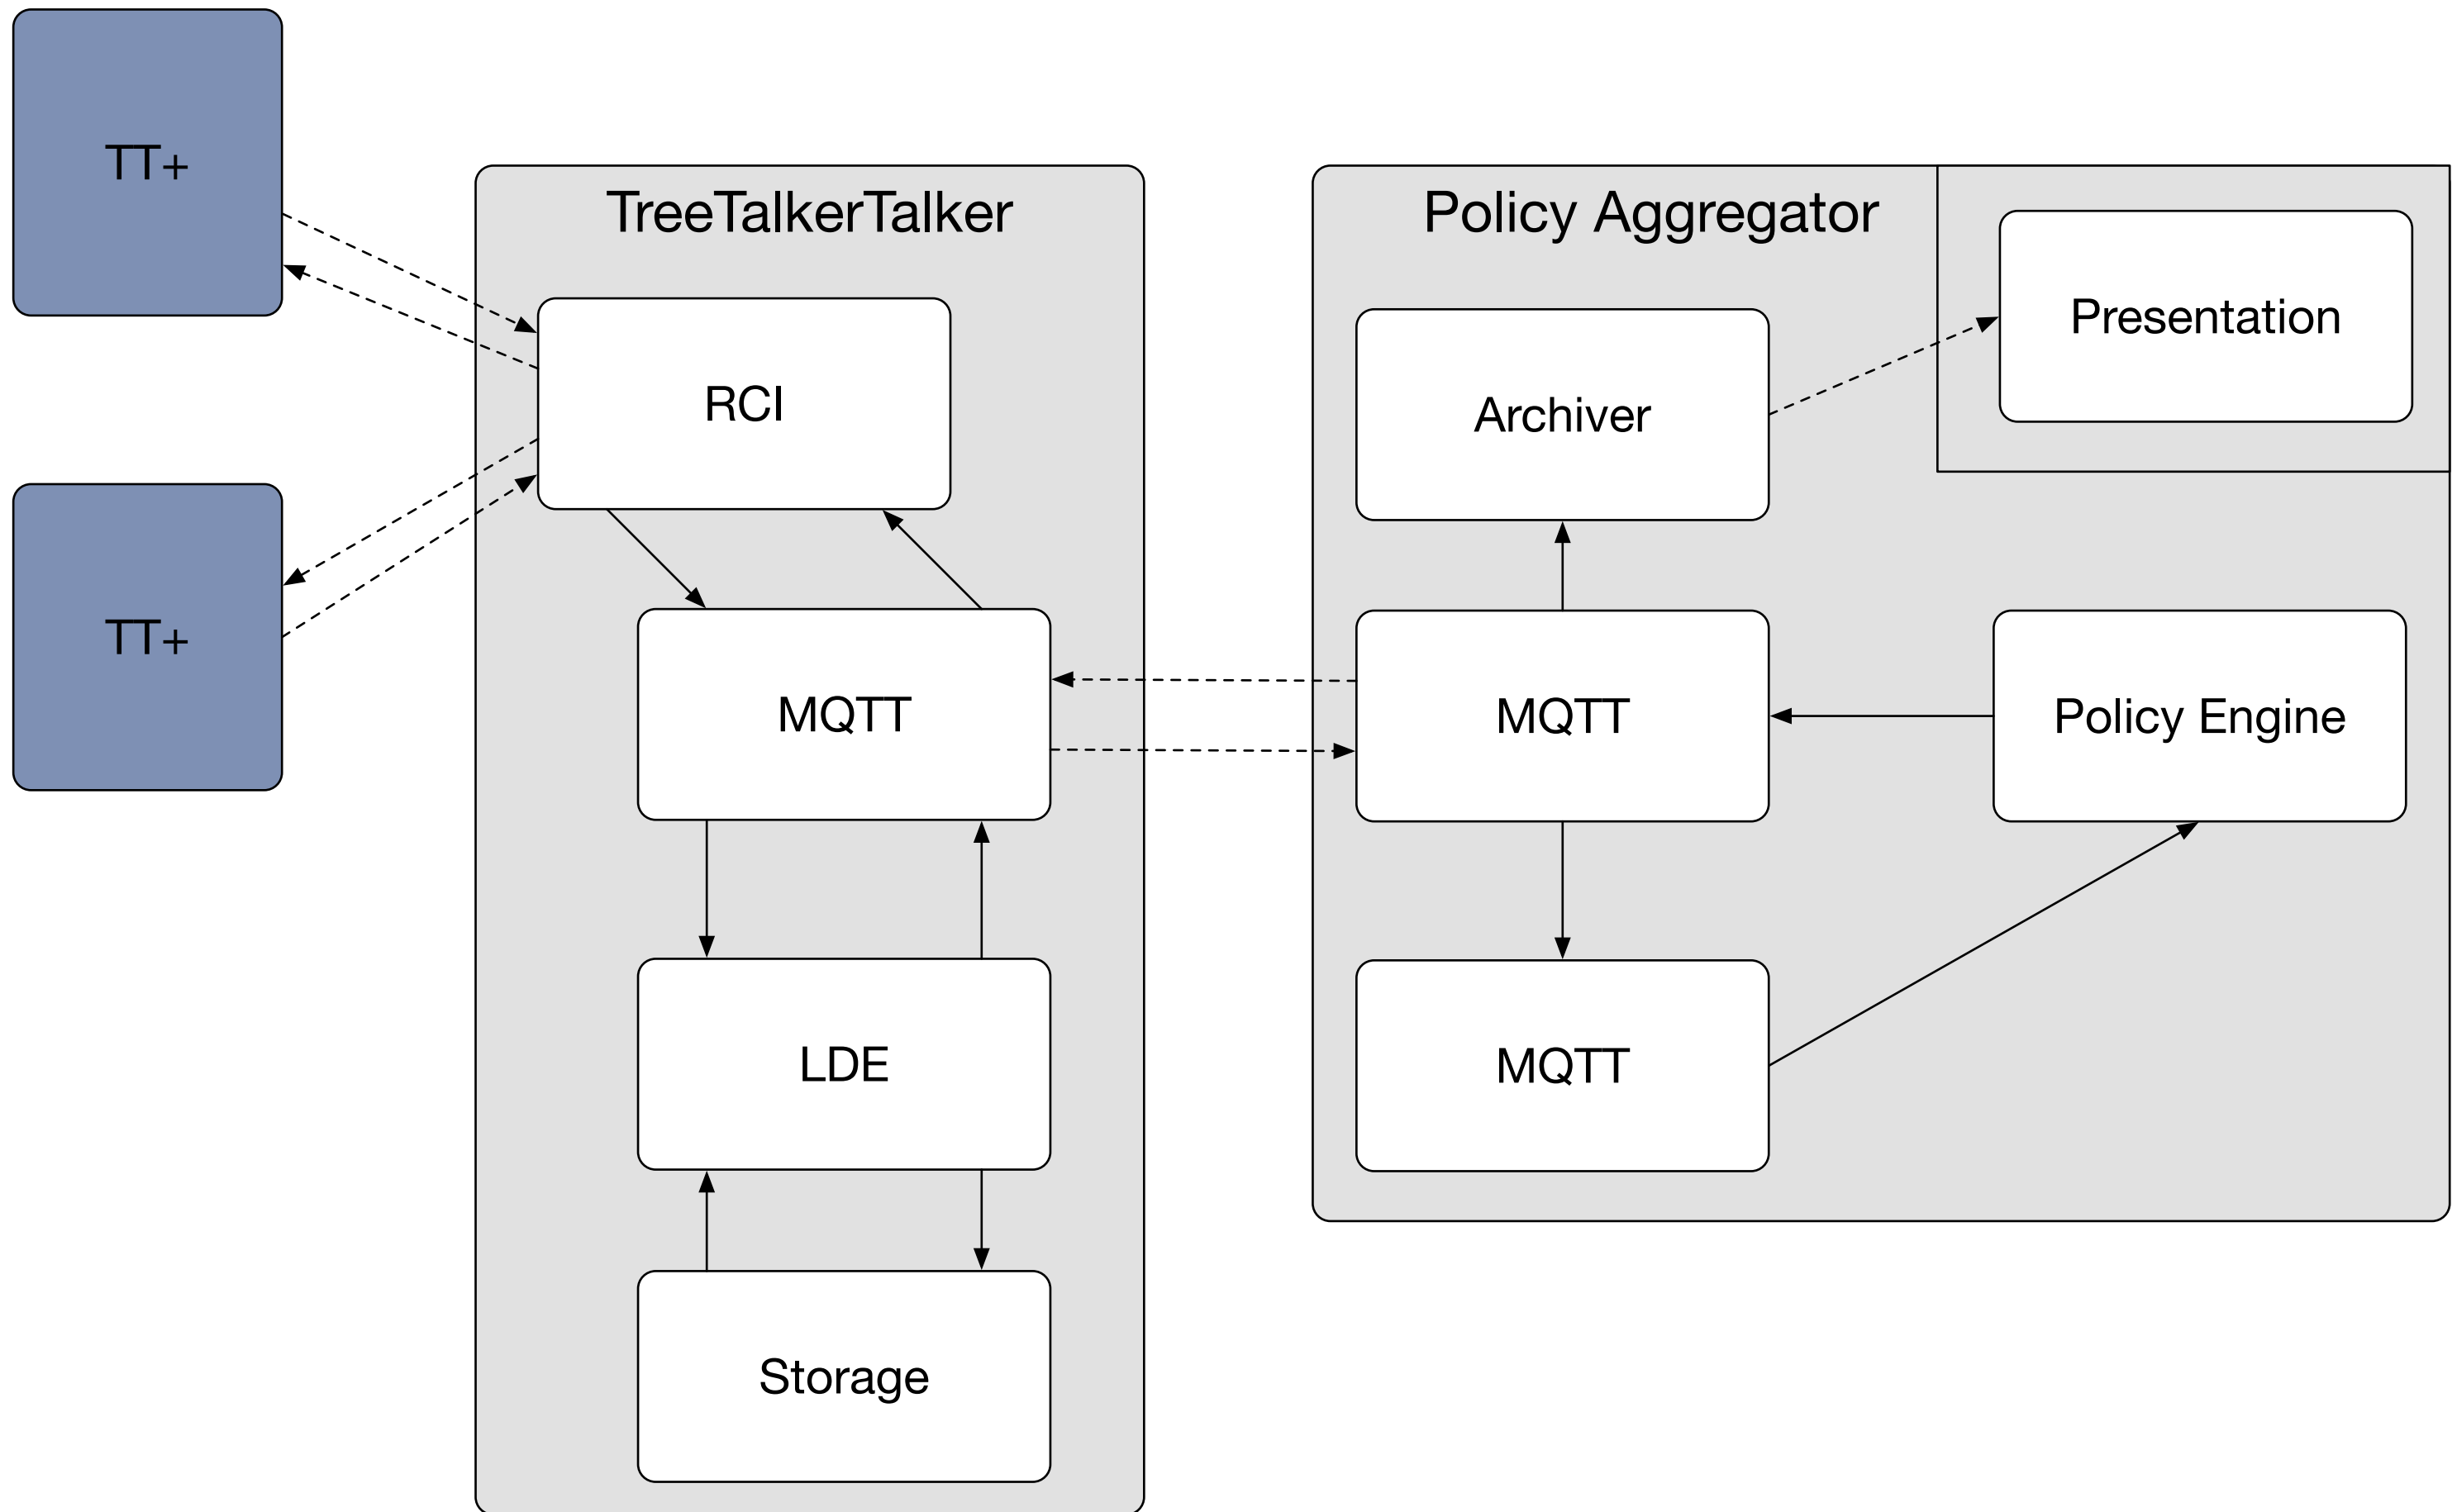 TT+
TreeTalkerTalker
Policy Aggregator
Presentation
RCI
Archiver
TT+
MQTT
MQTT
Policy Engine
LDE
MQTT
Storage